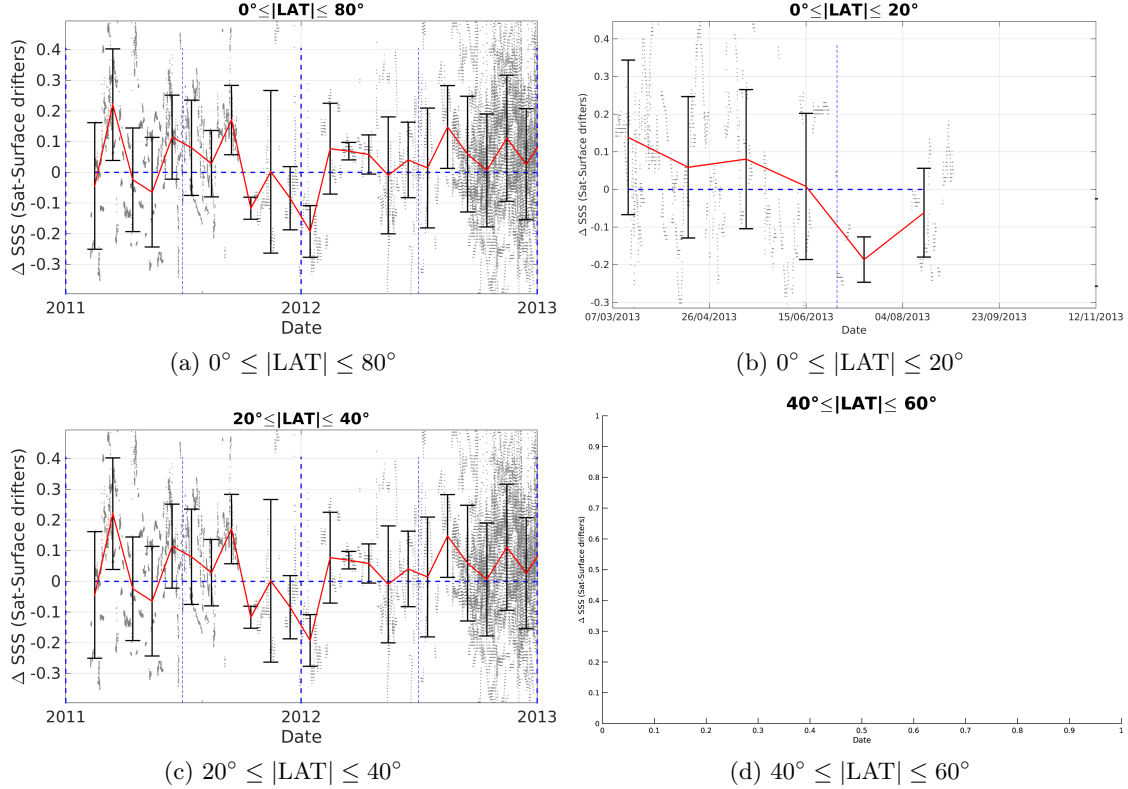 0°≤|LAT|≤ 80°
0.4
0.3
0.2
0.1
0
-0.1
-0.2
-0.3
Δ SSS (Sat-Surface drifters)
2011 2012 2013
Date
(a) 0° ≤ |LAT| ≤ 80°
0°≤|LAT|≤ 20°
0.4
0.3
0.2
0.1
0
-0.1
-0.2
-0.3
Δ SSS (Sat-Surface drifters)
07/03/2013 26/04/2013 15/06/2013 04/08/2013 23/09/2013 12/11/2013
Date
(b) 0° ≤ |LAT| ≤ 20°
20°≤|LAT|≤ 40°
0.4
0.3
0.2
0.1
0
-0.1
-0.2
-0.3
Δ SSS (Sat-Surface drifters)
2011 2012 2013
Date
(c) 20° ≤ |LAT| ≤ 40°
40°≤|LAT|≤ 60°
1
0.9
0.8
0.7
0.6
0.5
0.4
0.3
0.2
0.1
0
Δ SSS (Sat-Surface drifters)
0 0.1 0.2 0.3 0.4 0.5 0.6 0.7 0.8 0.9 1
Date
(d) 40° ≤ |LAT| ≤ 60°